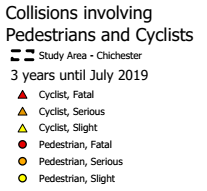 Collisions involving
Pedestrians and Cyclists
Study Area - Chichester
3 years until July 2019
Cyclist, Fatal
Cyclist, Serious
Cyclist, Slight
Pedestrian, Fatal
Pedestrian, Serious
Pedestrian, Slight